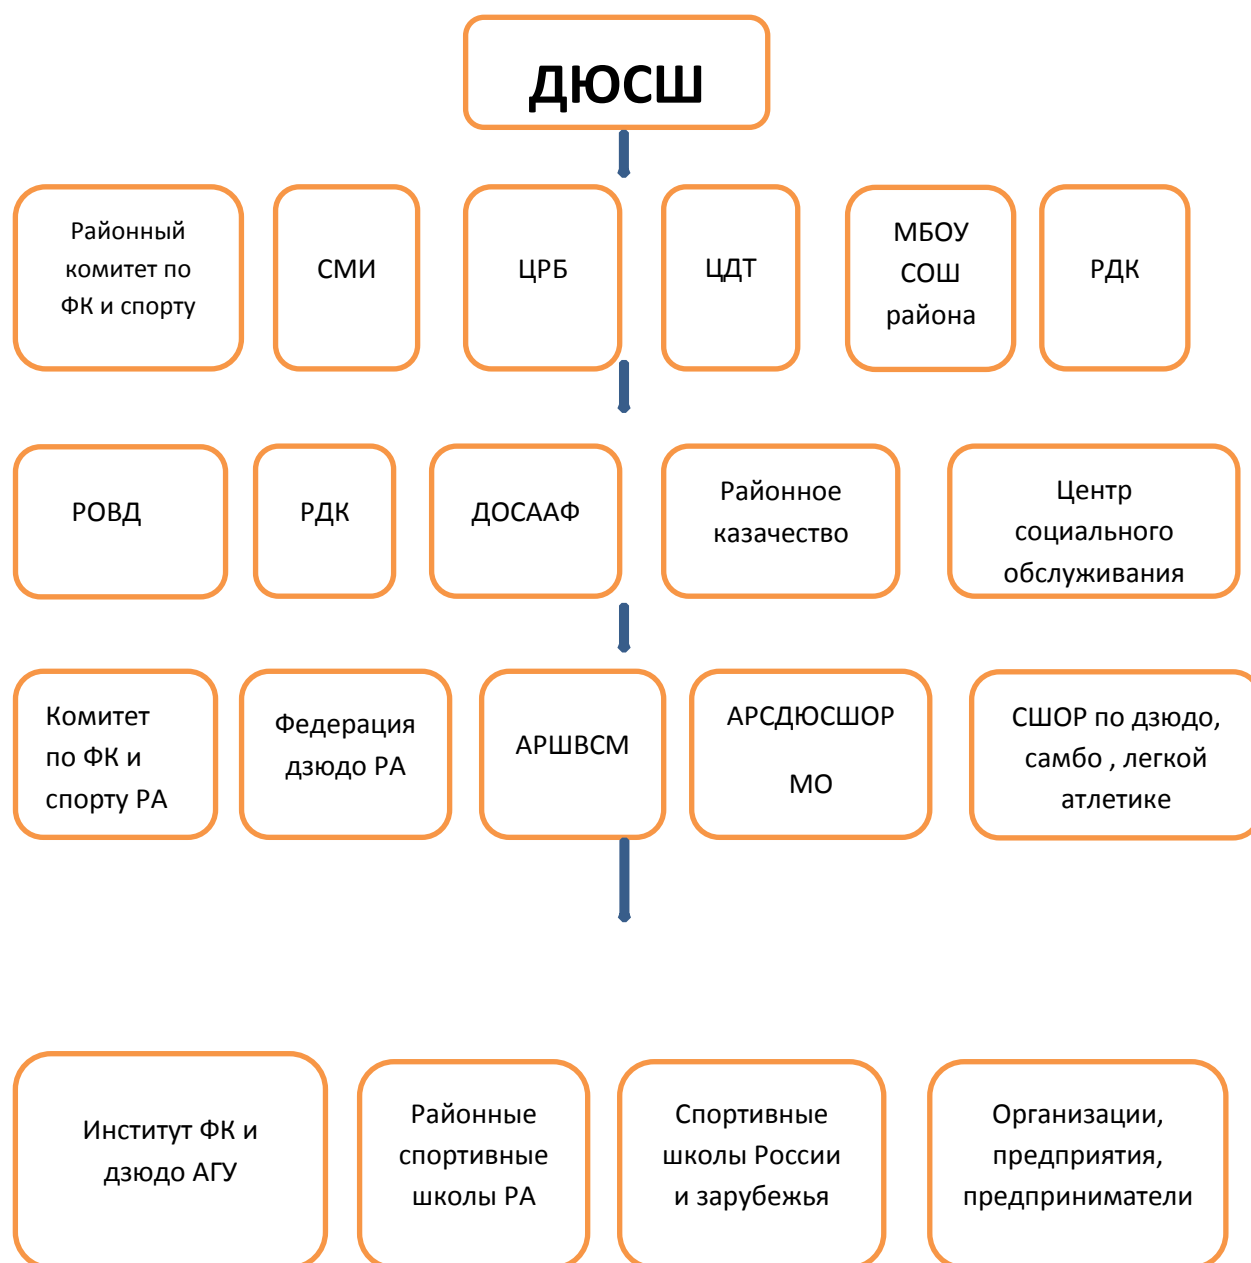 ДЮСШ
Районный
комитет по
ФК и спорту
СМИ
ЦРБ
ЦДТ
МБОУ
СОШ
района
РДК
РОВД
РДК
ДОСААФ
Районное
казачество
Центр
социального
обслуживания
Комитет
по ФК и
спорту РА
Федерация
дзюдо РА
АРШВСМ
АРСДЮСШОР
МО
СШОР по дзюдо,
самбо , легкой
атлетике
Институт ФК и
дзюдо АГУ
Районные
спортивные
школы РА
Спортивные
школы России
и зарубежья
Организации,
предприятия,
предприниматели